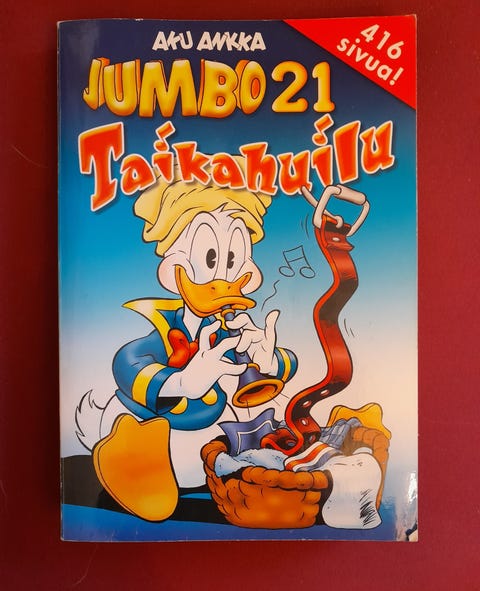 AKU ANKKA
416
sivua!
JUMBO 21
Taikahuilu